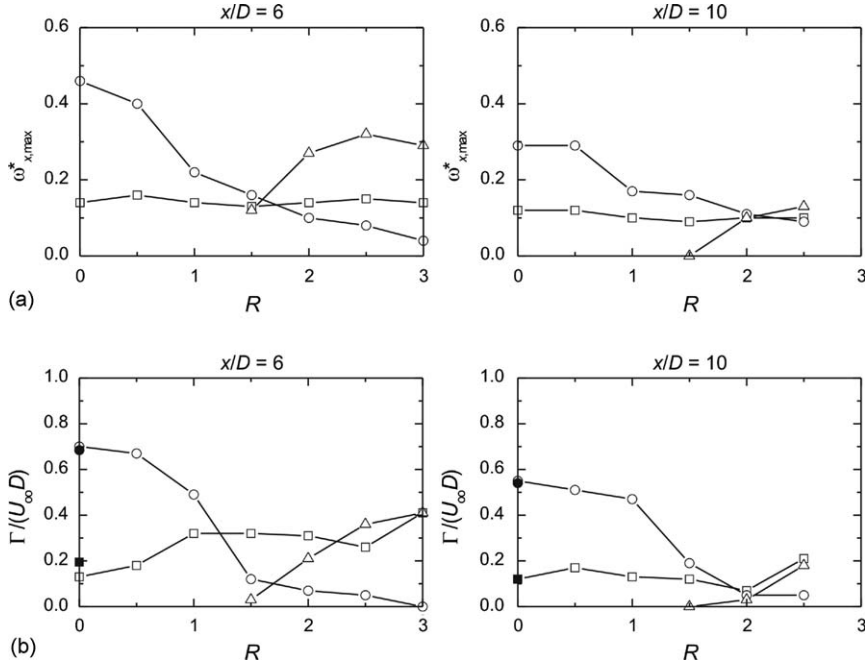 x/D = 6
x/D = 10
0.6
0.4
0.2
0.0
ω*x,max
0 1 2 3
R
0.6
0.4
0.2
0.0
ω*x,max
0 1 2 3
R
(a)
x/D = 6
x/D = 10
1.0
0.8
0.6
0.4
0.2
0.0
Γ/(U∞D)
0 1 2 3
R
1.0
0.8
0.6
0.4
0.2
0.0
Γ/(U∞D)
0 1 2 3
R
(b)